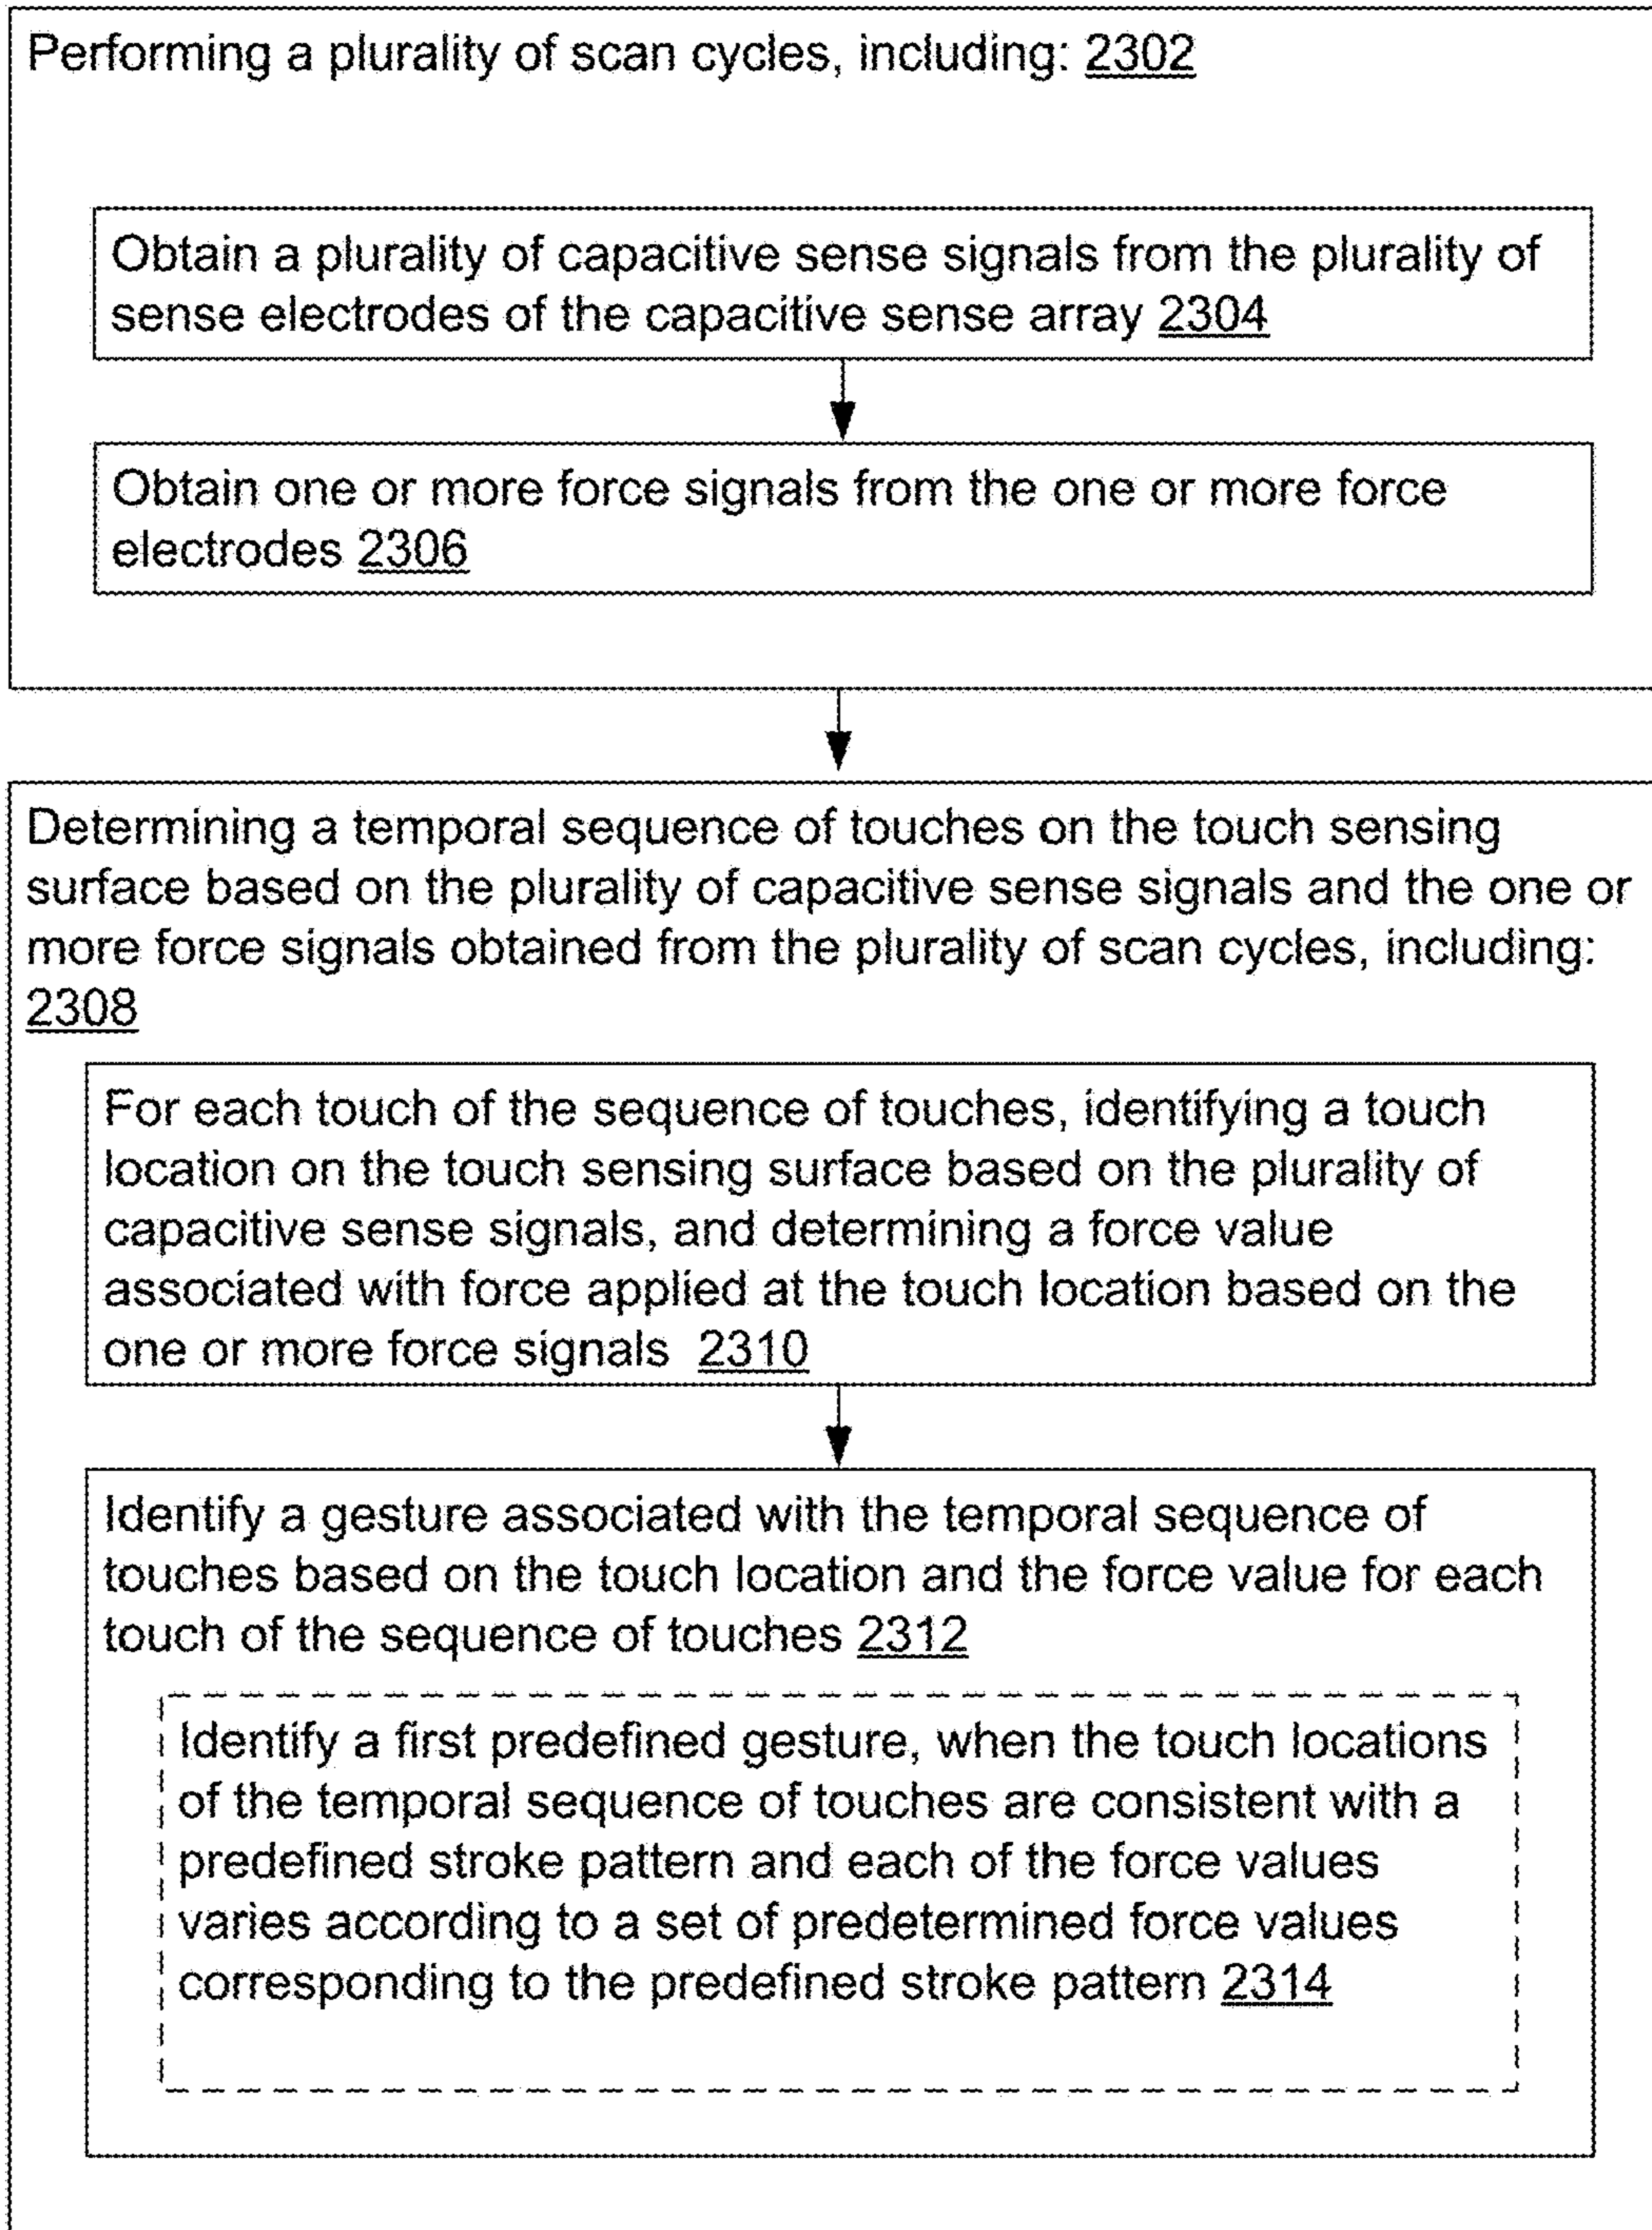 Performing a plurality of scan cycles, including: 2302
Obtain a plurality of capacitive sense signals from the plurality of
sense electrodes of the capacitive sense array 2304
Obtain one or more force signals from the one or more force
electrodes 2306
Determining a temporal sequence of touches on the touch sensing
surface based on the plurality of capacitive sense signals and the one or
more force signals obtained from the plurality of scan cycles, including:
2308
For each touch of the sequence of touches, identifying a touch
location on the touch sensing surface based on the plurality of
capacitive sense signals, and determining a force value
associated with force applied at the touch location based on the
one or more force signals 2310
Identify a gesture associated with the temporal sequence of
touches based on the touch location and the force value for each
touch of the sequence of touches 2312
Identify a first predefined gesture, when the touch locations
of the temporal sequence of touches are consistent with a
predefined stroke pattern and each of the force values
varies according to a set of predetermined force values
corresponding to the predefined stroke pattern 2314